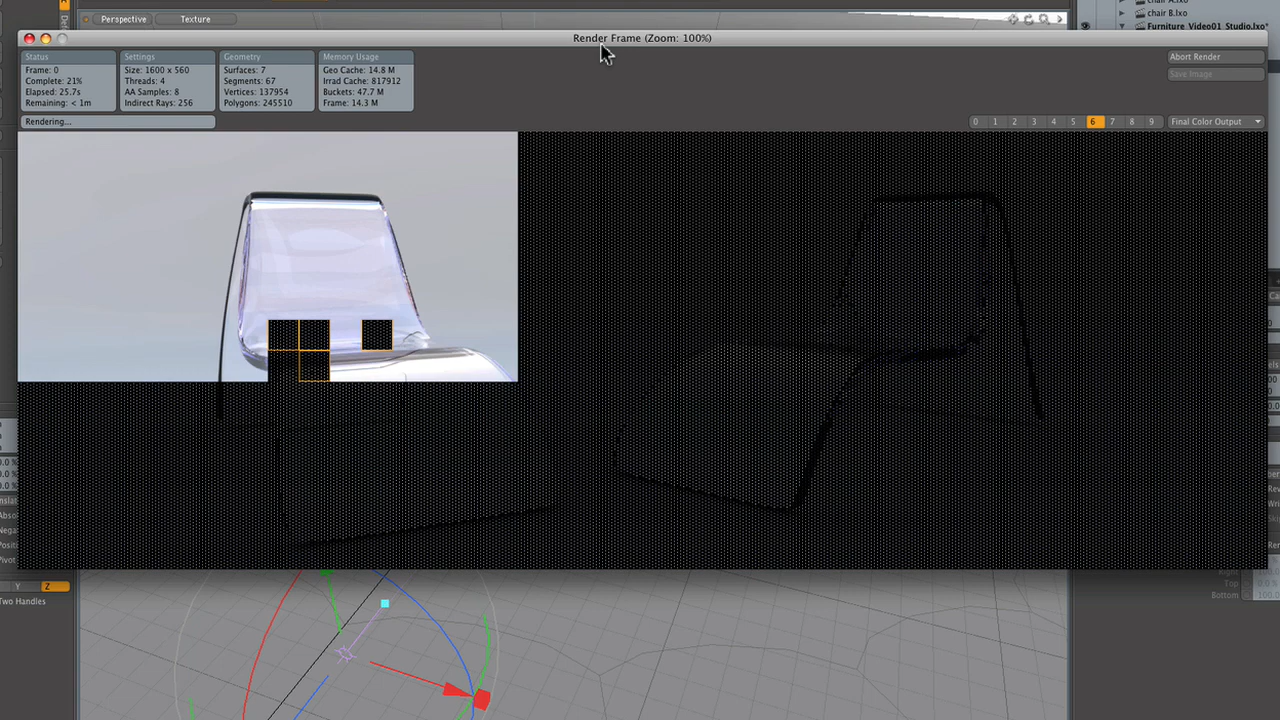 chair A.lxo
chair B.lxo
Perspective Texture
Furniture_Video01_Studio.lxo*
Render Frame (Zoom: 100%)
Status Settings Geometry Memory Usage
Frame: 0 Size: 1600 x 560 Surfaces: 7 Geo Cache: 14.8 M
Complete: 21% Threads: 4 Segments: 67 Irrad Cache: 817912
Elapsed: 25.7s AA Samples: 8 Vertices: 137954 Buckets: 47.7 M
Remaining: < 1m Indirect Rays: 256 Polygons: 245510 Frame: 14.3 M
Abort Render
Save Image
Rendering...
0 1 2 3 4 5 6 7 8 9 Final Color Output
Y Z
Two Handles
Bottom